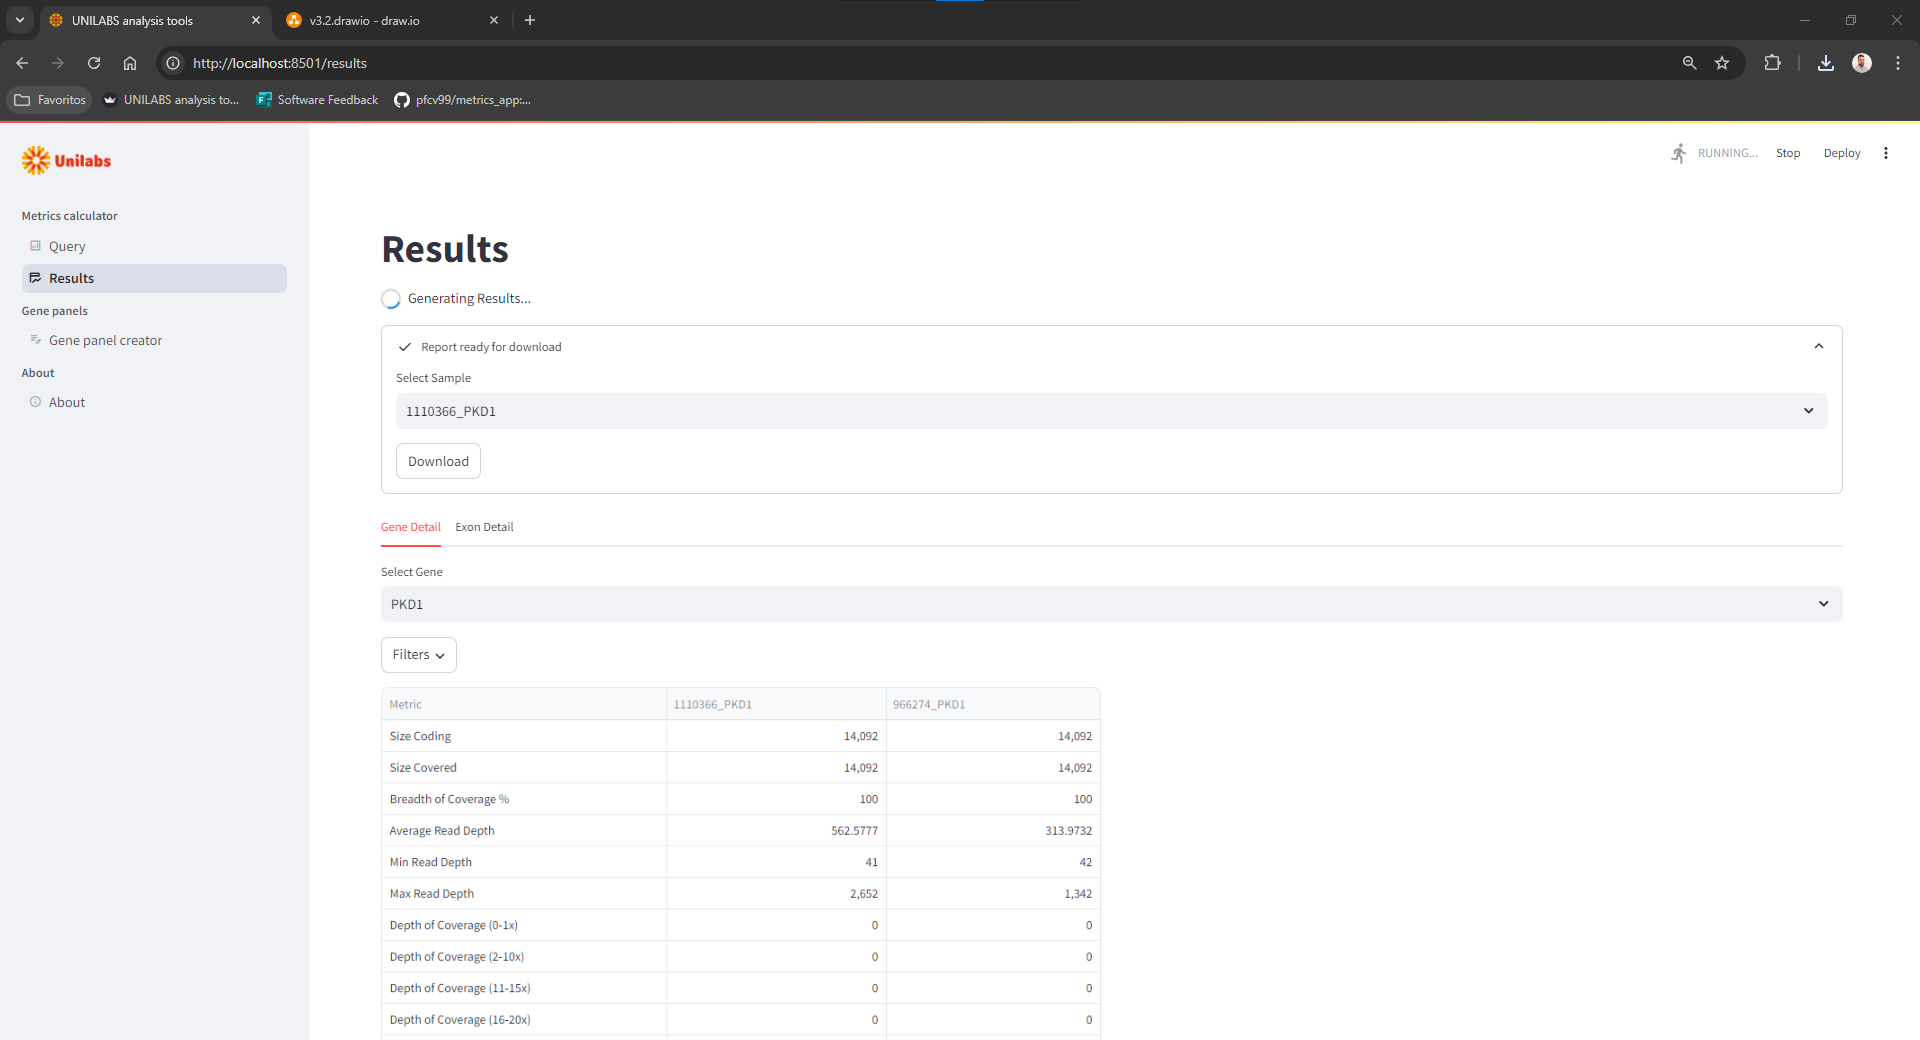 UNILABS analysis tools
v3.2.drawio - draw.io
http://localhost:8501/results
Favoritos
UNILABS analysis to...
Software Feedback
pfcv99/metrics_app:...
Unilabs
RUNNING...
Stop
Deploy
Metrics calculator
Query
Results
Gene panels
Gene panel creator
About
About
Results
Generating Results...
Report ready for download
Select Sample
1110366_PKD1
Download
Gene Detail Exon Detail
Select Gene
PKD1
Filters
Metric 1110366_PKD1 966274_PKD1
Size Coding 14,092 14,092
Size Covered 14,092 14,092
Breadth of Coverage % 100 100
Average Read Depth 562.5777 313.9732
Min Read Depth 41 42
Max Read Depth 2,652 1,342
Depth of Coverage (0-1x) 0 0
Depth of Coverage (2-10x) 0 0
Depth of Coverage (11-15x) 0 0
Depth of Coverage (16-20x) 0 0